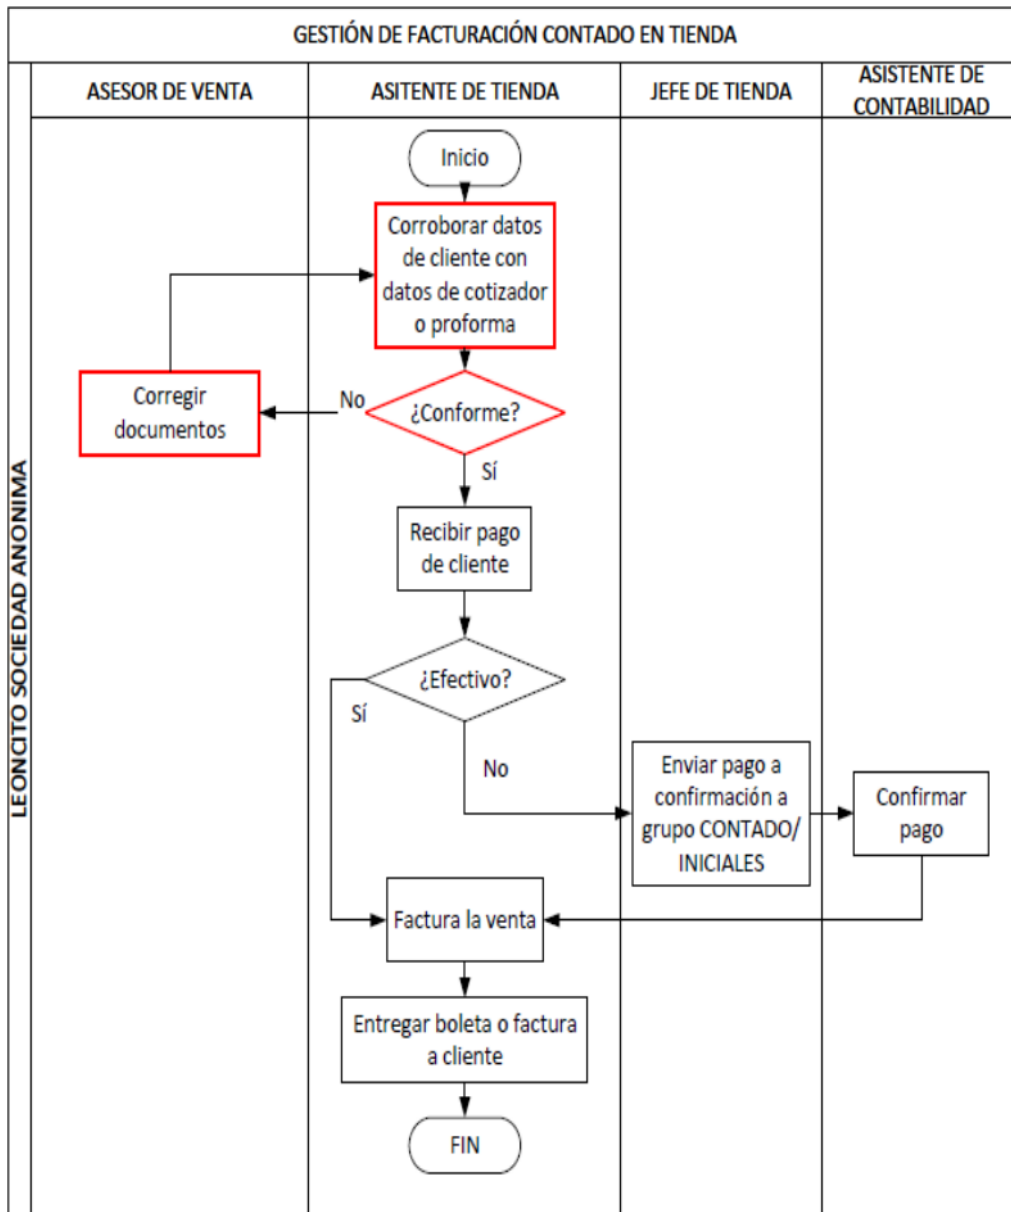 GESTIÓN DE FACTURACIÓN CONTADO EN TIENDA
LEONCITO SOCIEDAD ANONIMA
ASESOR DE VENTA
ASITENTE DE TIENDA
JEFE DE TIENDA
ASISTENTE DE
CONTABILIDAD
Inicio
Corroborar datos
de cliente con
datos de cotizador
o proforma
¿Conforme?
No
Corregir
documentos
Sí
Recibir pago
de cliente
¿Efectivo?
Sí
No
Enviar pago a
confirmación a
grupo CONTADO/
INICIALES
Confirmar
pago
Factura la venta
Entregar boleta o factura
a cliente
FIN